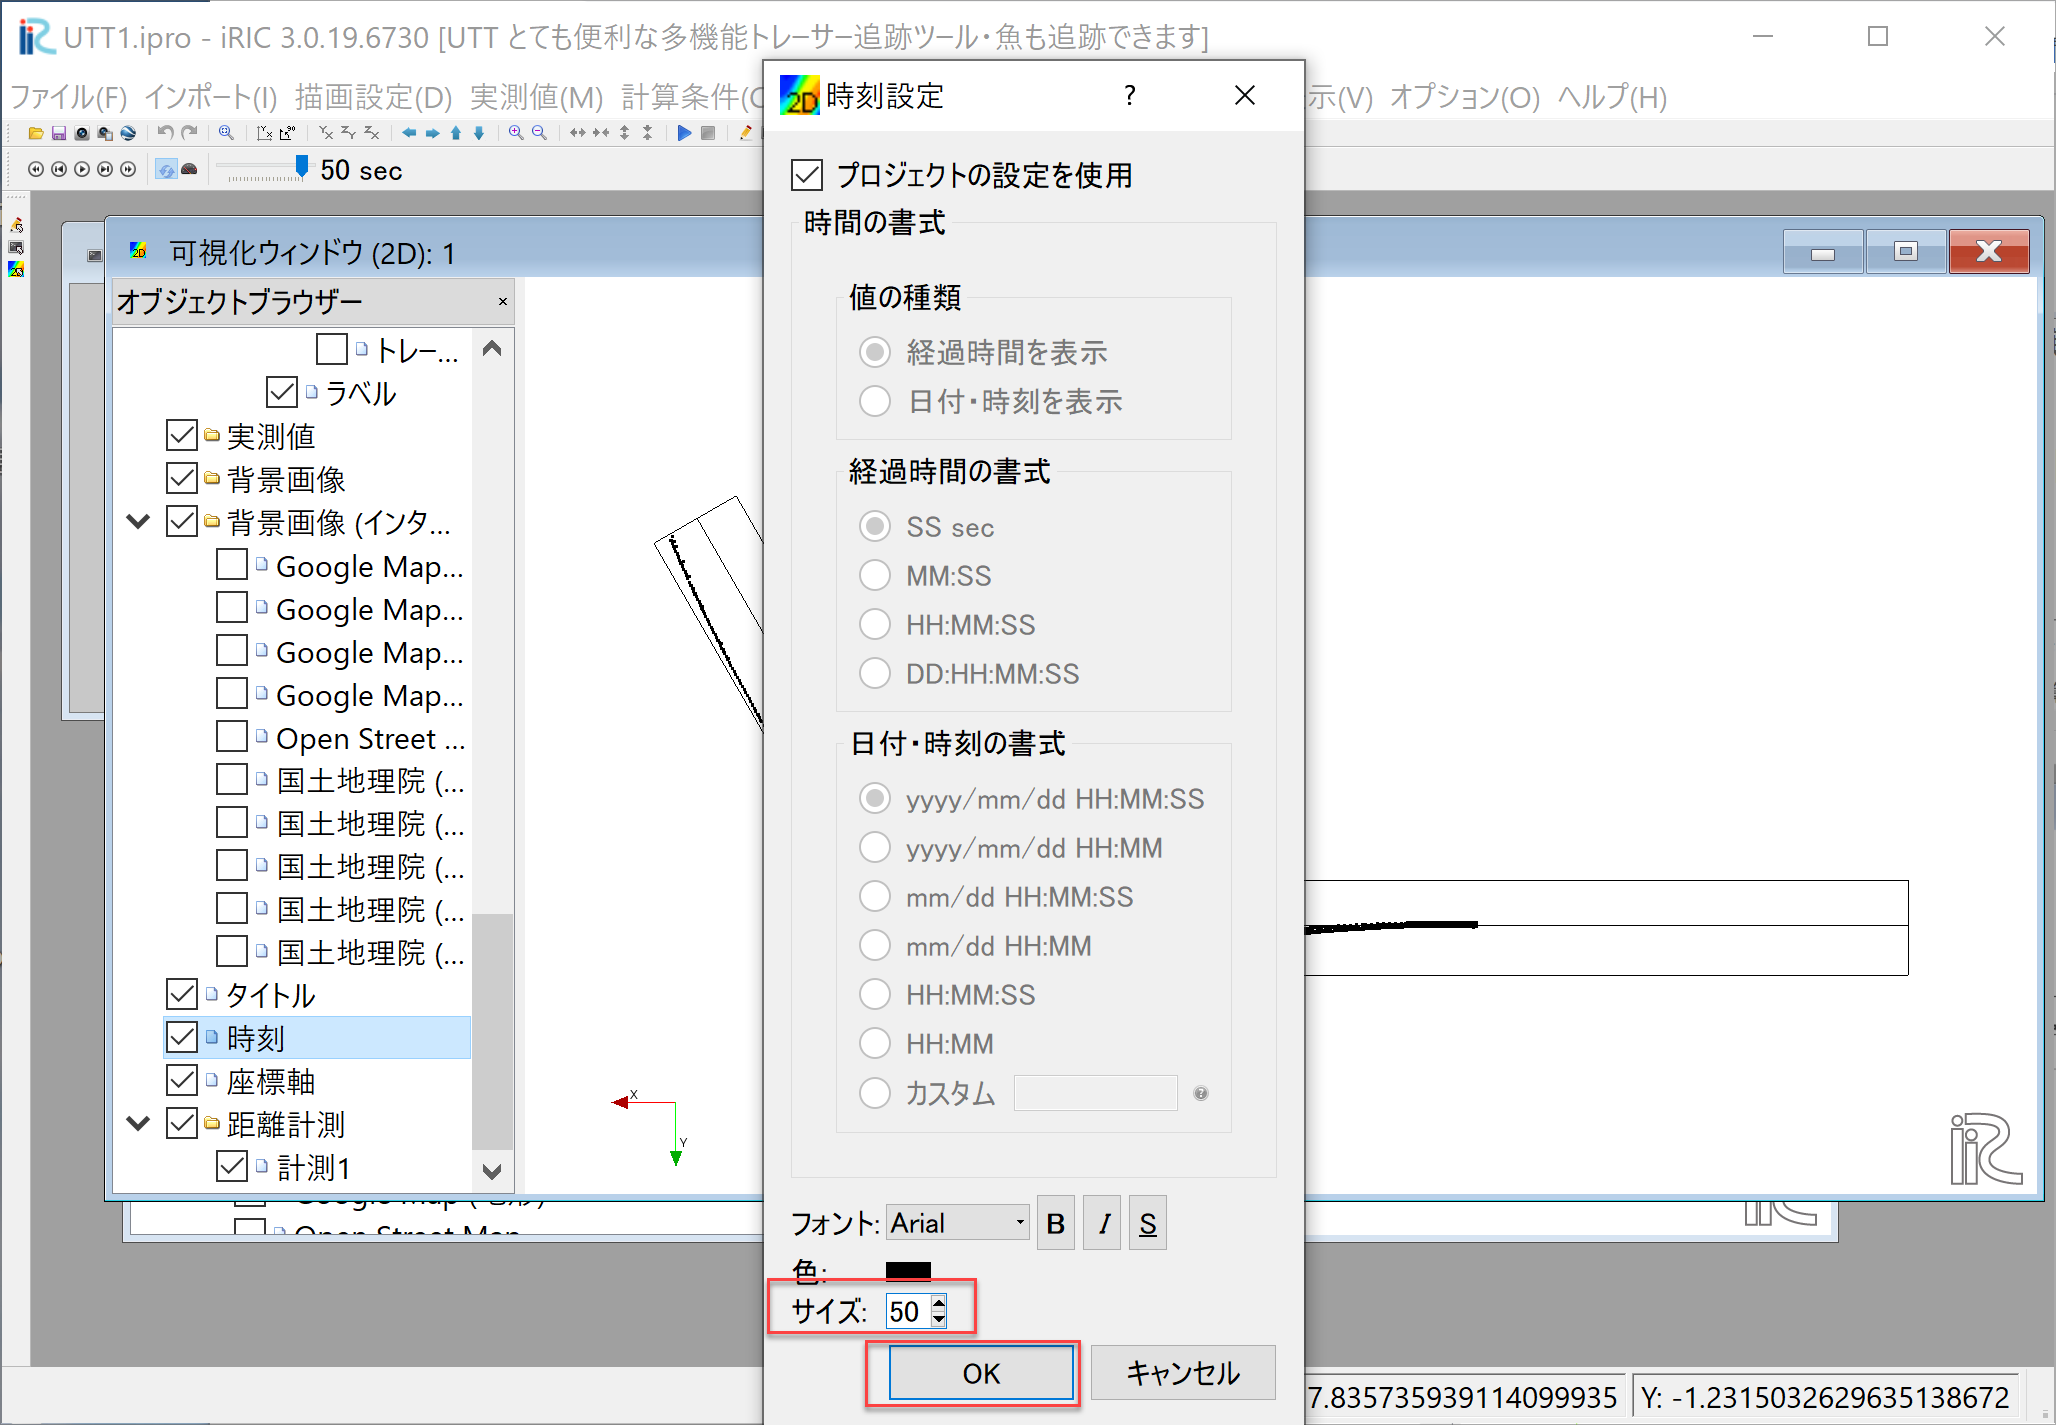 UTT1.ipro - iRIC 3.0.19.6730 [UTT とても便利な多機能トレーサー追跡ツール・魚も追跡できます]
ファイル(F) インポート(I) 描画設定(D) 実測値(M) 計算条件(C
示(V) オプション(O) ヘルプ(H)
50 sec
可視化ウィンドウ (2D): 1
オブジェクトブラウザー
トレー...
ラベル
実測値
背景画像
背景画像 (インタ...
Google Map...
Google Map...
Google Map...
Google Map...
Open Street ...
国土地理院 (...
国土地理院 (...
国土地理院 (...
国土地理院 (...
国土地理院 (...
タイトル
時刻
座標軸
距離計測
計測1
Open Street Map
X
Y
iRIC
時刻設定
?
プロジェクトの設定を使用
時間の書式
値の種類
経過時間を表示
日付・時刻を表示
経過時間の書式
SS sec
MM:SS
HH:MM:SS
DD:HH:MM:SS
日付・時刻の書式
yyyy/mm/dd HH:MM:SS
yyyy/mm/dd HH:MM
mm/dd HH:MM:SS
mm/dd HH:MM
HH:MM:SS
HH:MM
カスタム
フォント: Arial B I S
色:
サイズ: 50
OK キャンセル
7.835735939114099935 Y: -1.2315032629635138672